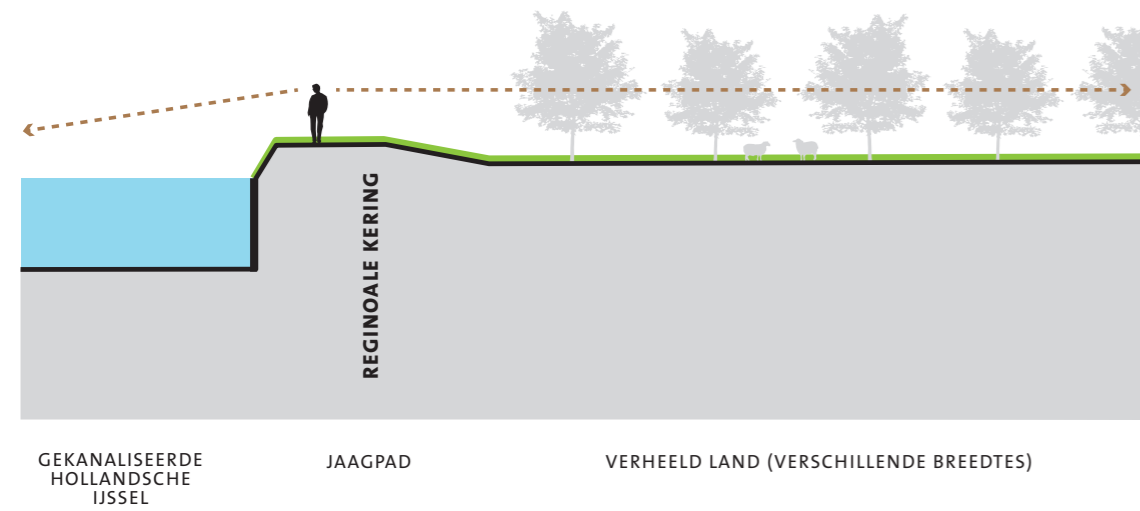 REGINOALE KERING
GEKANALISEERDE
HOLLANDSCHE
IJSSEL
JAAGPAD
VERHEELD LAND (VERSCHILLENDE BREEDTES)